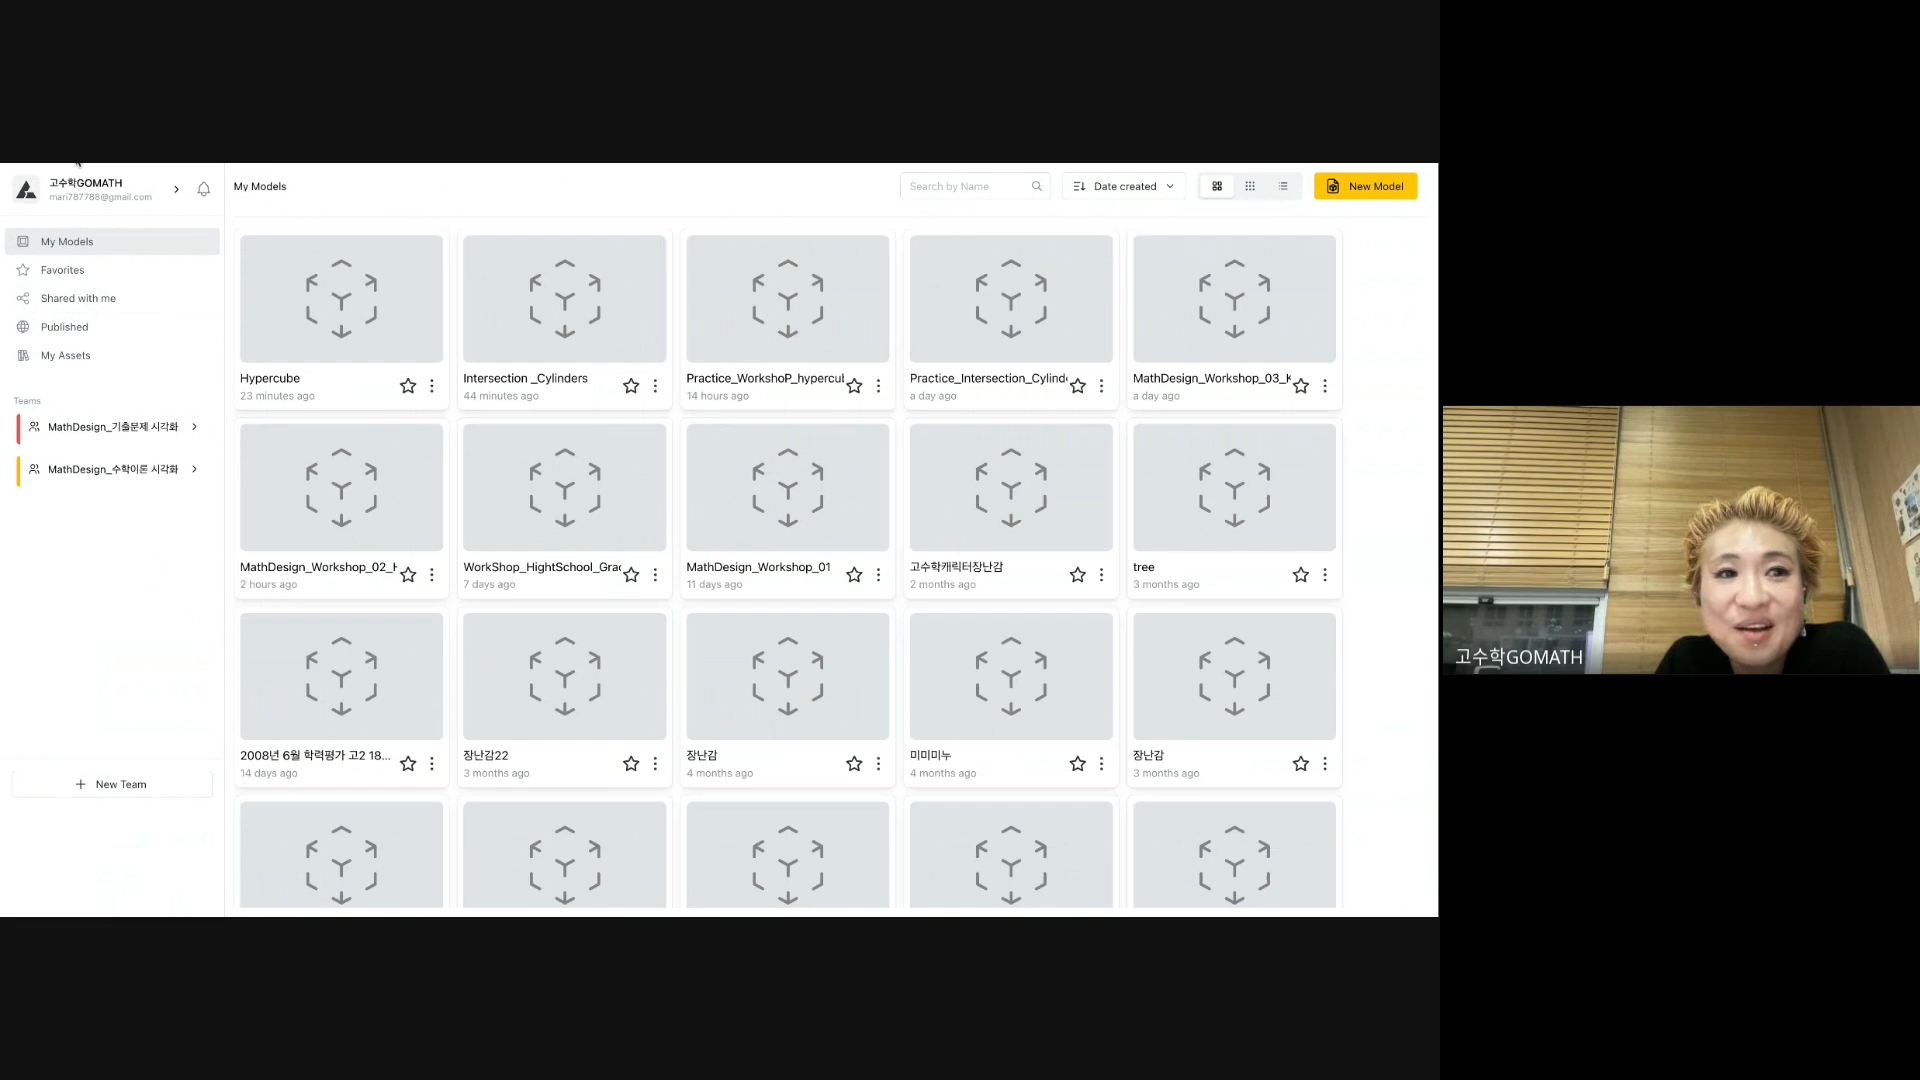 고수학GOMATH
mari787788@gmail.com
My Models
Favorites
Shared with me
Published
My Assets
Teams
MathDesign_기출문제 시각화
MathDesign_수학이론 시각화
New Team
My Models
Search by Name
Date created
New Model
Hypercube
23 minutes ago
Intersection _Cylinders
44 minutes ago
Practice_WorkshoP_hypercul
14 hours ago
Practice_Intersection_Cylind
a day ago
MathDesign_Workshop_03_
a day ago
MathDesign_Workshop_02_
2 hours ago
WorkShop_HightSchool_Gra
7 days ago
MathDesign_Workshop_01
11 days ago
고수학캐릭터장난감
2 months ago
tree
3 months ago
2008년 6월 학력평가 고2 18...
14 days ago
장난감22
3 months ago
장난감
4 months ago
미미미누
4 months ago
장난감
3 months ago
고수학GOMATH